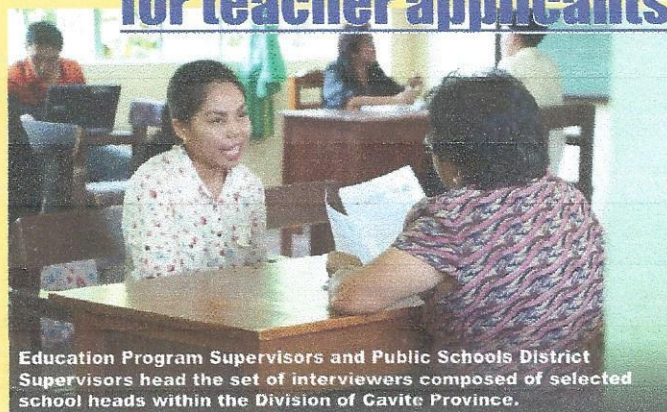 for teacher applicants
Education Program Supervisors and Public Schools District
Supervisors head the set of interviewers composed of selected
school heads within the Division of Cavite Province.